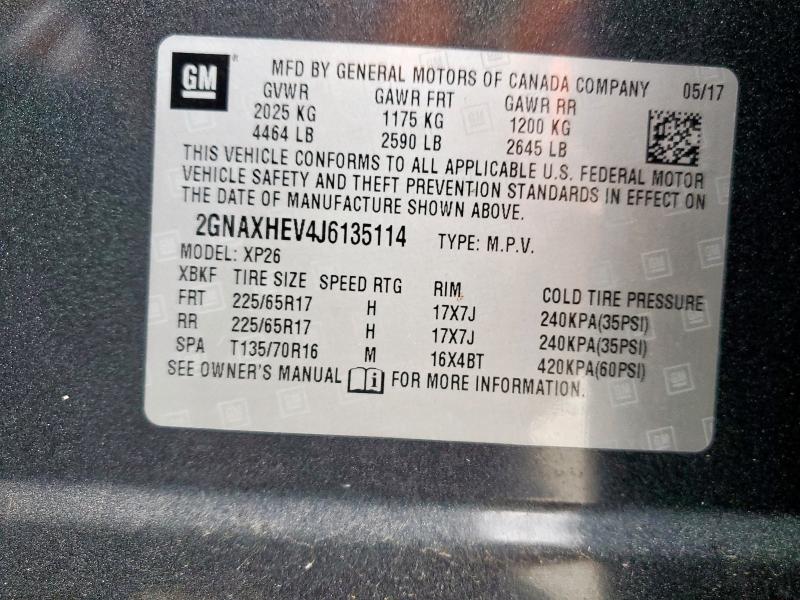 GM
MFD BY GENERAL MOTORS OF CANADA COMPANY 05/17
GVWR GAWR FRT GAWR RR
2025 KG 1175 KG 1200 KG
4464 LB 2590 LB 2645 LB
THIS VEHICLE CONFORMS TO ALL APPLICABLE U.S. FEDERAL MOTOR
VEHICLE SAFETY AND THEFT PREVENTION STANDARDS IN EFFECT ON
THE DATE OF MANUFACTURE SHOWN ABOVE.
2GNAXHEV4J6135114 TYPE: M.P.V.
MODEL: XP26
XBKF TIRE SIZE SPEED RTG RIM COLD TIRE PRESSURE
FRT 225/65R17 H 17X7J 240KPA(35PSI)
RR 225/65R17 H 17X7J 240KPA(35PSI)
SPA T135/70R16 M 16X4BT 420KPA(60PSI)
SEE OWNER'S MANUAL FOR MORE INFORMATION.